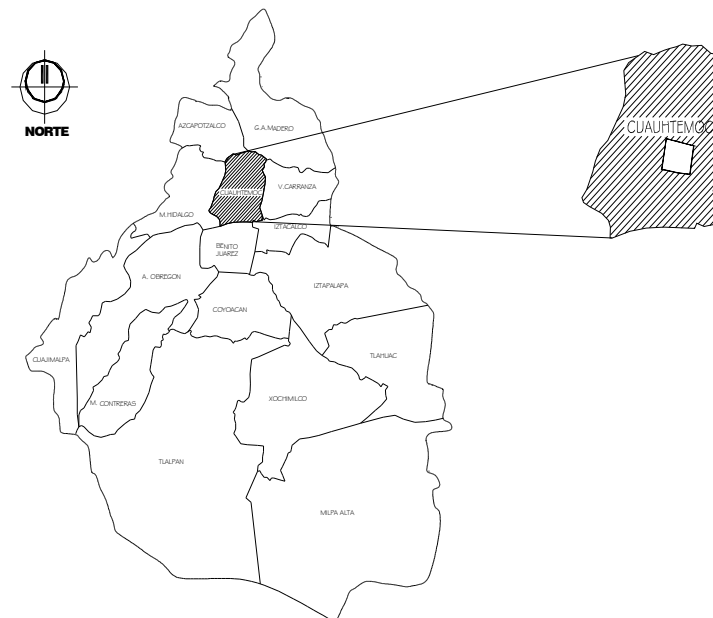 NORTE
AZCAPOTZALCO
G.A.MADERO
CUAUHTEMOC
CUAUHTEMOC
V.CARRANZA
M.HIDALGO
IZTACALCO
BENITO
JUAREZ
A. OBREGON
IZTAPALAPA
COYOACAN
CUAJIMALPA
TLAHUAC
M. CONTRERAS
XOCHIMILCO
TLALPAN
MILPA ALTA